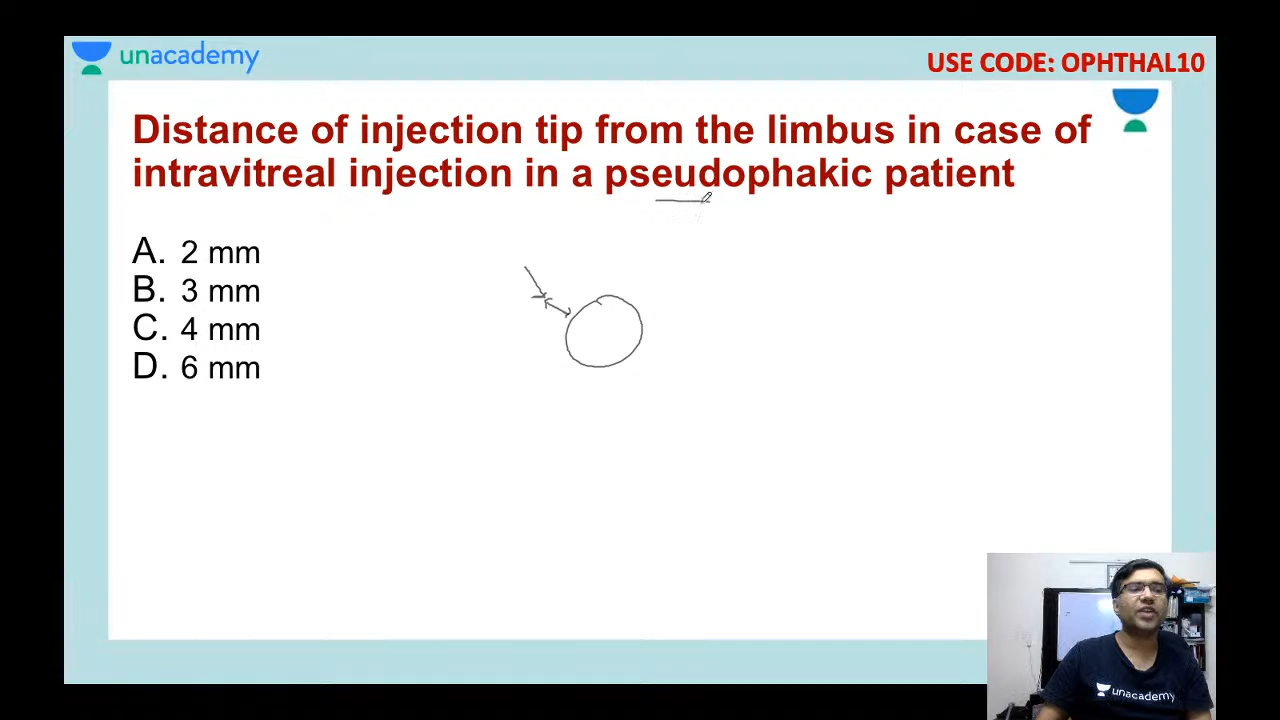 unacademy
USE CODE: OPHTHAL10
Distance of injection tip from the limbus in case of
intravitreal injection in a pseudophakic patient
A. 2 mm
B. 3 mm
C. 4 mm
D. 6 mm
unacademy